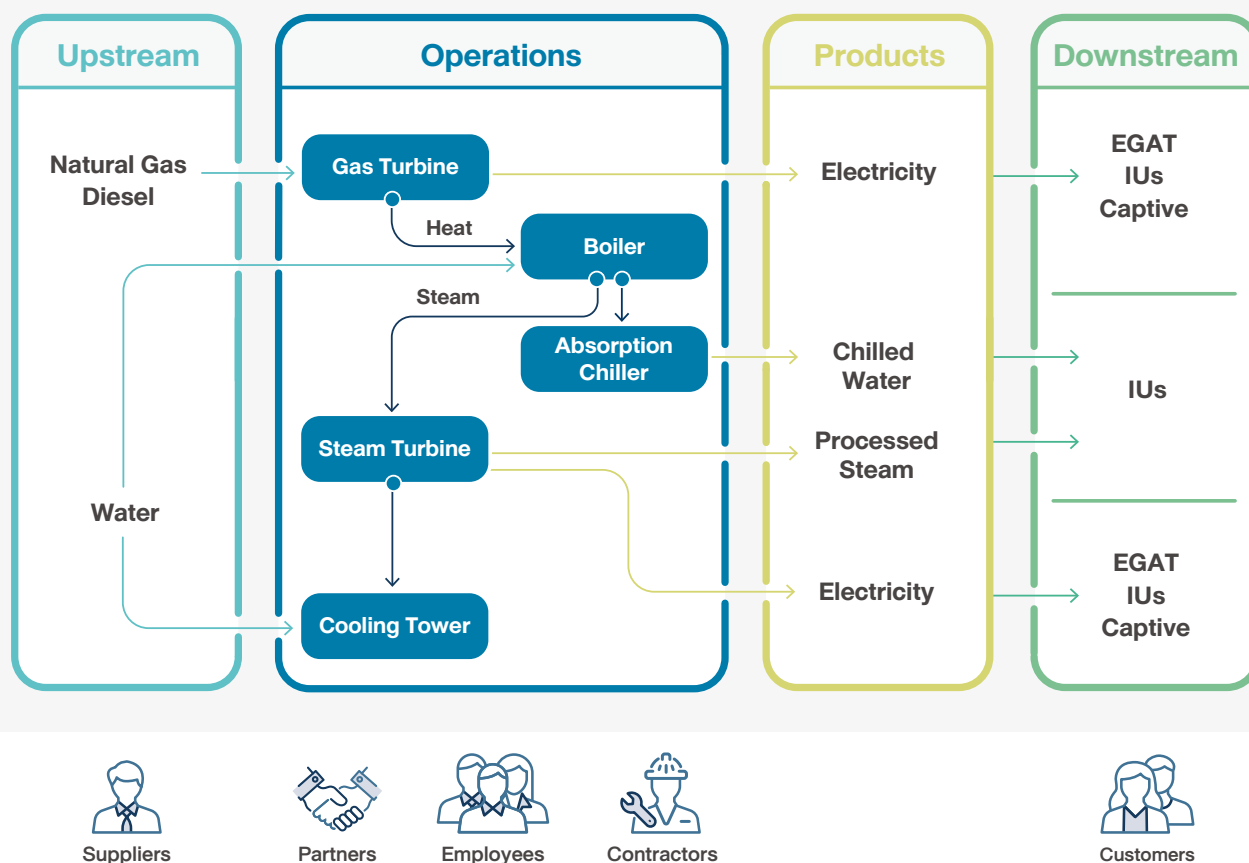 Upstream
Operations
Products
Downstream
Natural Gas
Diesel
Gas Turbine
Electricity
EGAT
IUs
Captive
Heat
Boiler
Steam
Absorption
Chiller
Chilled
Water
IUs
Steam Turbine
Processed
Steam
Water
Cooling Tower
Electricity
EGAT
IUs
Captive
Suppliers
Partners
Employees
Contractors
Customers